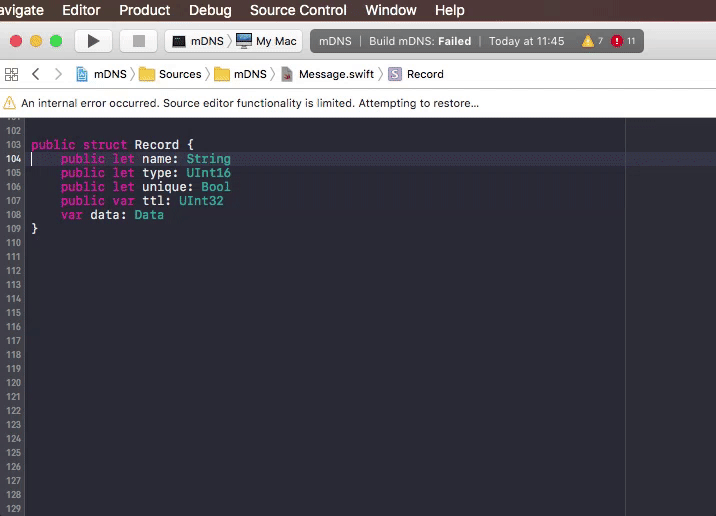 avigate Editor Product Debug Source Control Window Help
mDNS My Mac mDNS | Build mDNS: Failed | Today at 11:45 7 11
mDNS Sources mDNS Message.swift S Record
An internal error occurred. Source editor functionality is limited. Attempting to restore...
102
103 public struct Record {
104 public let name: String
105 public let type: UInt16
106 public let unique: Bool
107 public var ttl: UInt32
108 var data: Data
109 }
110
111
112
113
114
115
116
117
118
119
120
121
122
123
124
125
126
127
128
129